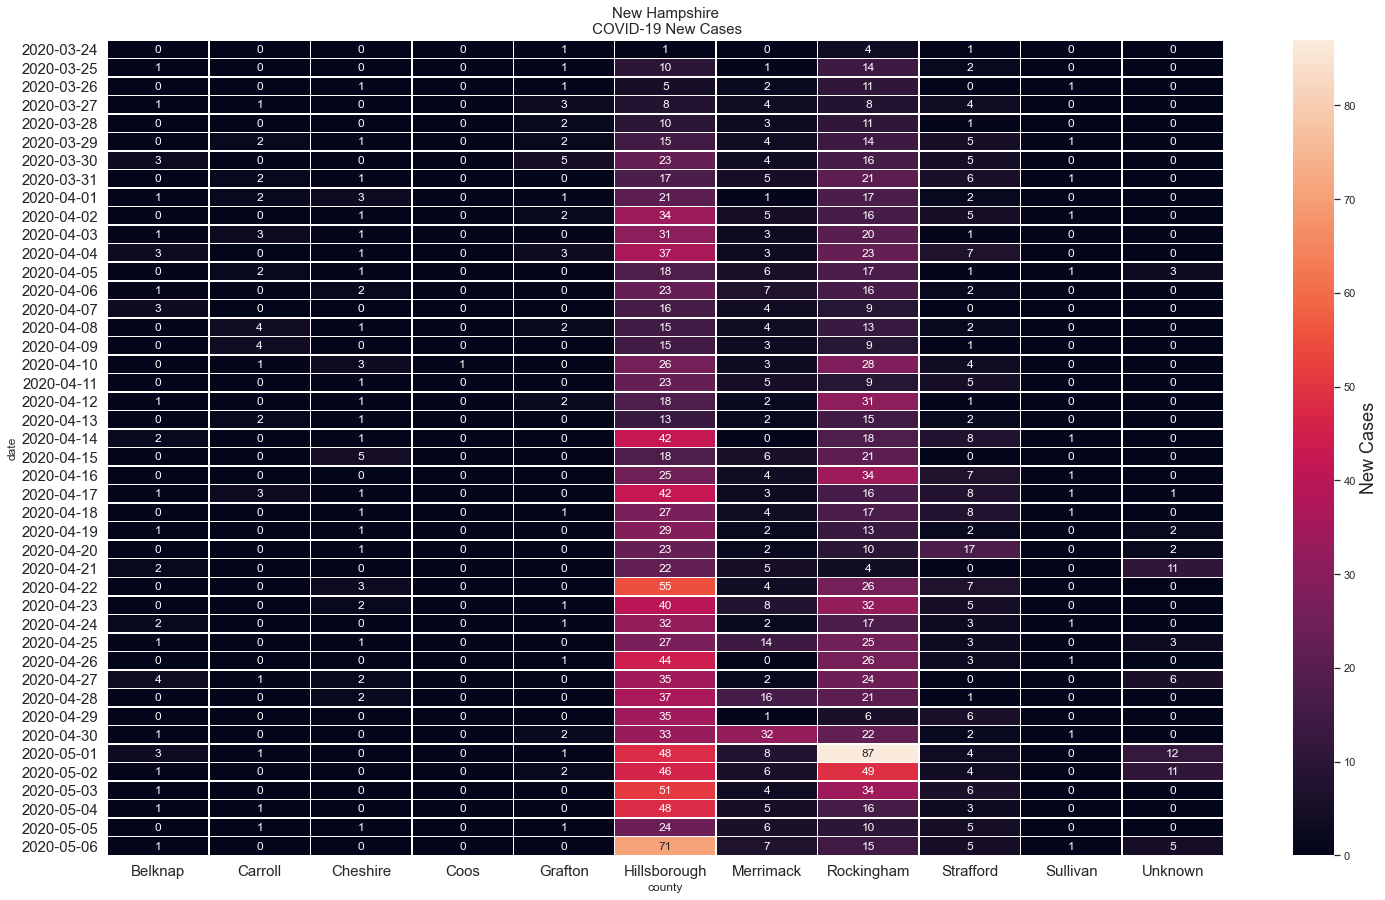 New Hampshire
COVID-19 New Cases
2020-03-24 0 0 0 0 1 1 0 4 1 0 0
2020-03-25 1 0 0 0 1 10 1 14 2 0 0
2020-03-26 0 0 1 0 1 5 2 11 0 1 0
2020-03-27 1 1 0 0 3 8 4 8 4 0 0
2020-03-28 0 0 0 0 2 10 3 11 1 0 0
2020-03-29 0 2 1 0 2 15 4 14 5 1 0
2020-03-30 3 0 0 0 5 23 4 16 5 0 0
2020-03-31 0 2 1 0 0 17 5 21 6 1 0
2020-04-01 1 2 3 0 1 21 1 17 2 0 0
2020-04-02 0 0 1 0 2 34 5 16 5 1 0
2020-04-03 1 3 1 0 0 31 3 20 1 0 0
2020-04-04 3 0 1 0 3 37 3 23 7 0 0
2020-04-05 0 2 1 0 0 18 6 17 1 1 3
2020-04-06 1 0 2 0 0 23 7 16 2 0 0
2020-04-07 3 0 0 0 0 16 4 9 0 0 0
2020-04-08 0 4 1 0 2 15 4 13 2 0 0
2020-04-09 0 4 0 0 0 15 3 9 1 0 0
2020-04-10 0 1 3 1 0 26 3 28 4 0 0
2020-04-11 0 0 1 0 0 23 5 9 5 0 0
2020-04-12 1 0 1 0 2 18 2 31 1 0 0
2020-04-13 0 2 1 0 0 13 2 15 2 0 0
2020-04-14 2 0 1 0 0 42 0 18 8 1 0
2020-04-15 0 0 5 0 0 18 6 21 0 0 0
2020-04-16 0 0 0 0 0 25 4 34 7 1 0
2020-04-17 1 3 1 0 0 42 3 16 8 1 1
2020-04-18 0 0 1 0 1 27 4 17 8 1 0
2020-04-19 1 0 1 0 0 29 2 13 2 0 2
2020-04-20 0 0 1 0 0 23 2 10 17 0 2
2020-04-21 2 0 0 0 0 22 5 4 0 0 11
2020-04-22 0 0 3 0 0 55 4 26 7 0 0
2020-04-23 0 0 2 0 1 40 8 32 5 0 0
2020-04-24 2 0 0 0 1 32 2 17 3 1 0
2020-04-25 1 0 1 0 0 27 14 25 3 0 3
2020-04-26 0 0 0 0 1 44 0 26 3 1 0
2020-04-27 4 1 2 0 0 35 2 24 0 0 6
2020-04-28 0 0 2 0 0 37 16 21 1 0 0
2020-04-29 0 0 0 0 0 35 1 6 6 0 0
2020-04-30 1 0 0 0 2 33 32 22 2 1 0
2020-05-01 3 1 0 0 1 48 8 87 4 0 12
2020-05-02 1 0 0 0 2 46 6 49 4 0 11
2020-05-03 1 0 0 0 0 51 4 34 6 0 0
2020-05-04 1 1 0 0 0 48 5 16 3 0 0
2020-05-05 0 1 1 0 1 24 6 10 5 0 0
2020-05-06 1 0 0 0 0 71 7 15 5 1 5
Belknap Carroll Cheshire Coos Grafton Hillsborough Merrimack Rockingham Strafford Sullivan Unknown
county
date
80
70
60
50
40
30
20
10
0
New Cases